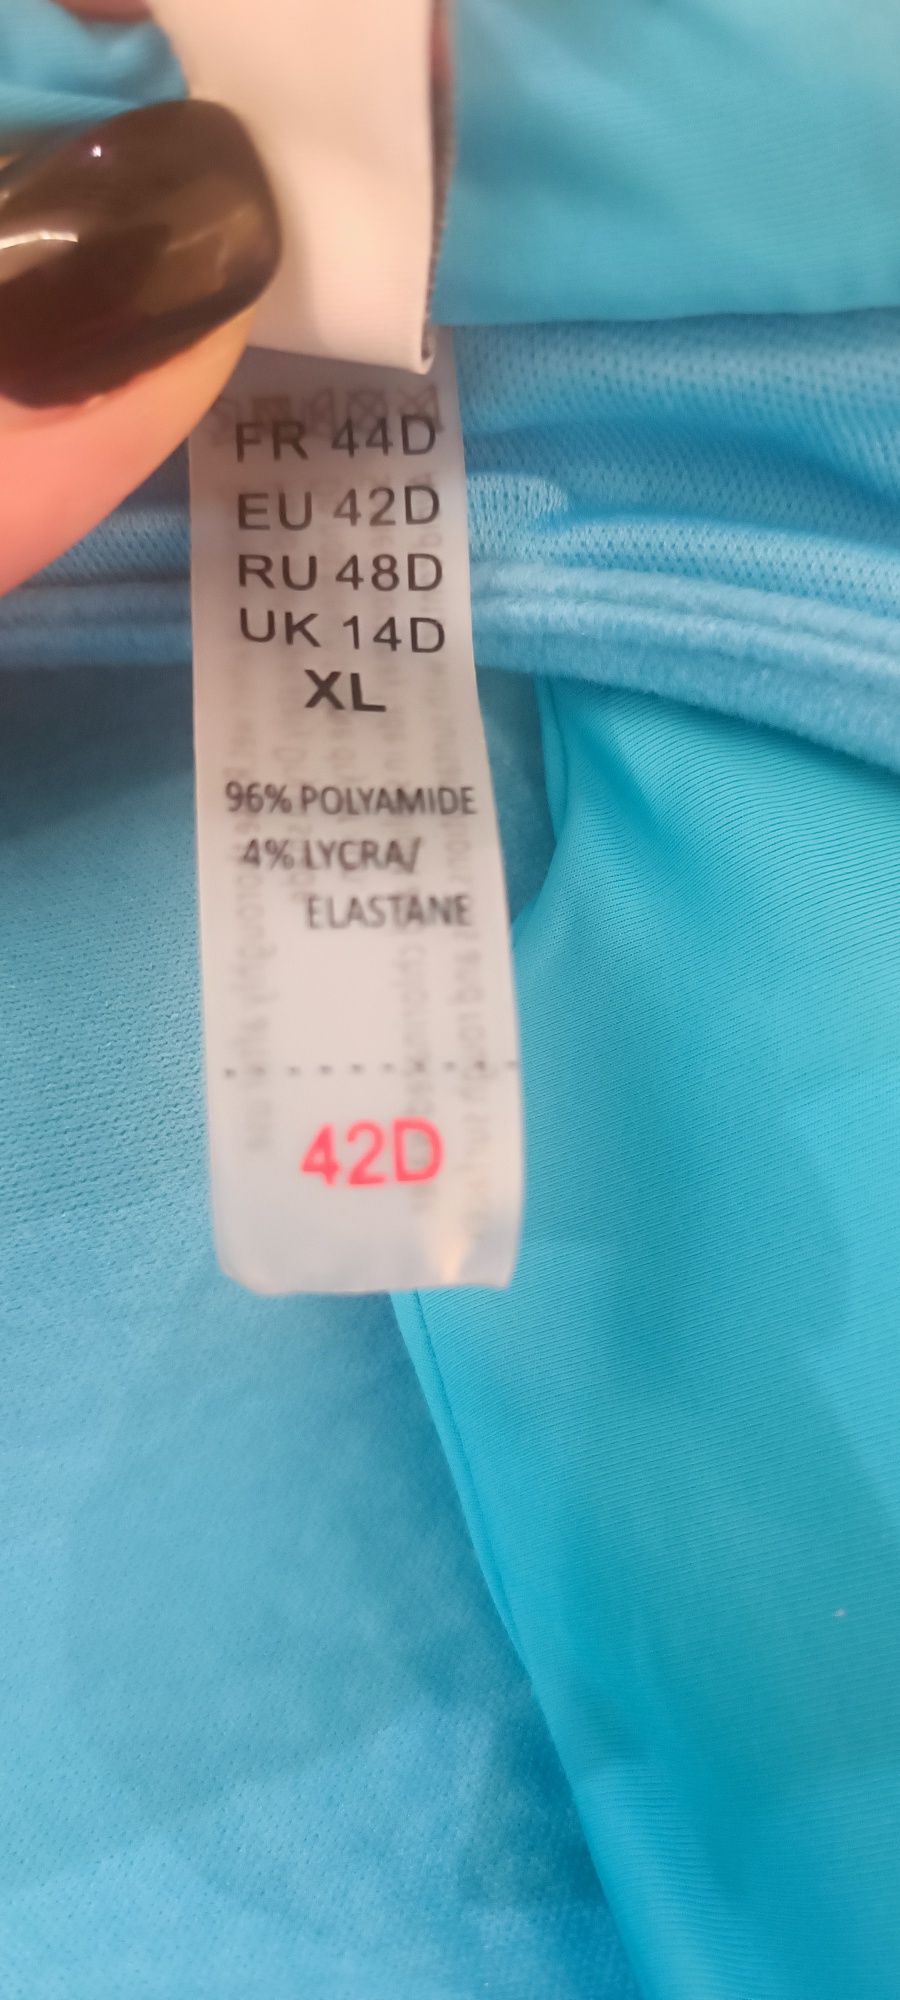 FR 44D
EU 42D
RU 48D
UK 14D
XL
96% POLYAMIDE
4% LYCRA/
ELASTANE
42D